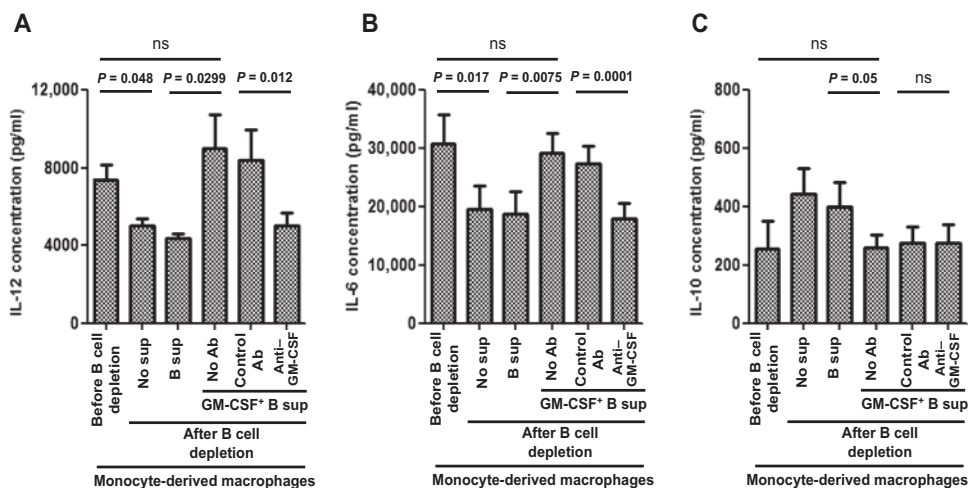 A
ns
P = 0.048
P = 0.0299
P = 0.012
IL-12 concentration (pg/ml)
12,000
8000
4000
0
Before B cell
depletion
No sup
B sup
No Ab
Control
Ab
Anti–
GM-CSF
GM-CSF+ B sup
After B cell
depletion
Monocyte-derived macrophages
B
ns
P = 0.017
P = 0.0075
P = 0.0001
IL-6 concentration (pg/ml)
40,000
30,000
20,000
10,000
0
Before B cell
depletion
No sup
B sup
No Ab
Control
Ab
Anti–
GM-CSF
GM-CSF⁺ B sup
After B cell
depletion
Monocyte-derived macrophages
C
ns
P = 0.05
ns
IL-10 concentration (pg/ml)
800
600
400
200
0
Before B cell
depletion
No sup
B sup
No Ab
Control
Ab
Anti–
GM-CSF
GM-CSF⁺ B sup
After B cell
depletion
Monocyte-derived macrophages